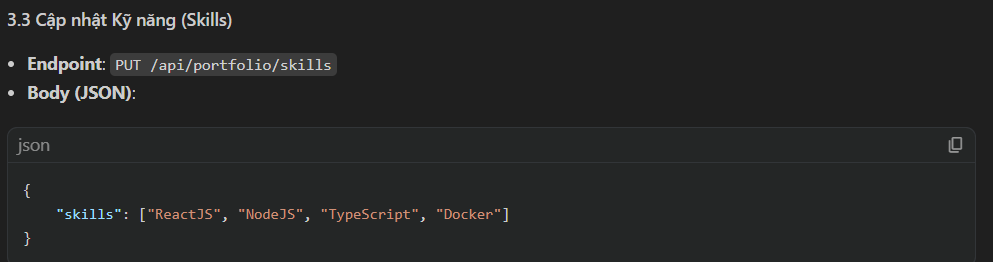 3.3 Cập nhật Kỹ năng (Skills)
• Endpoint: PUT /api/portfolio/skills
• Body (JSON):
json
{
    "skills": ["ReactJS", "NodeJS", "TypeScript", "Docker"]
}